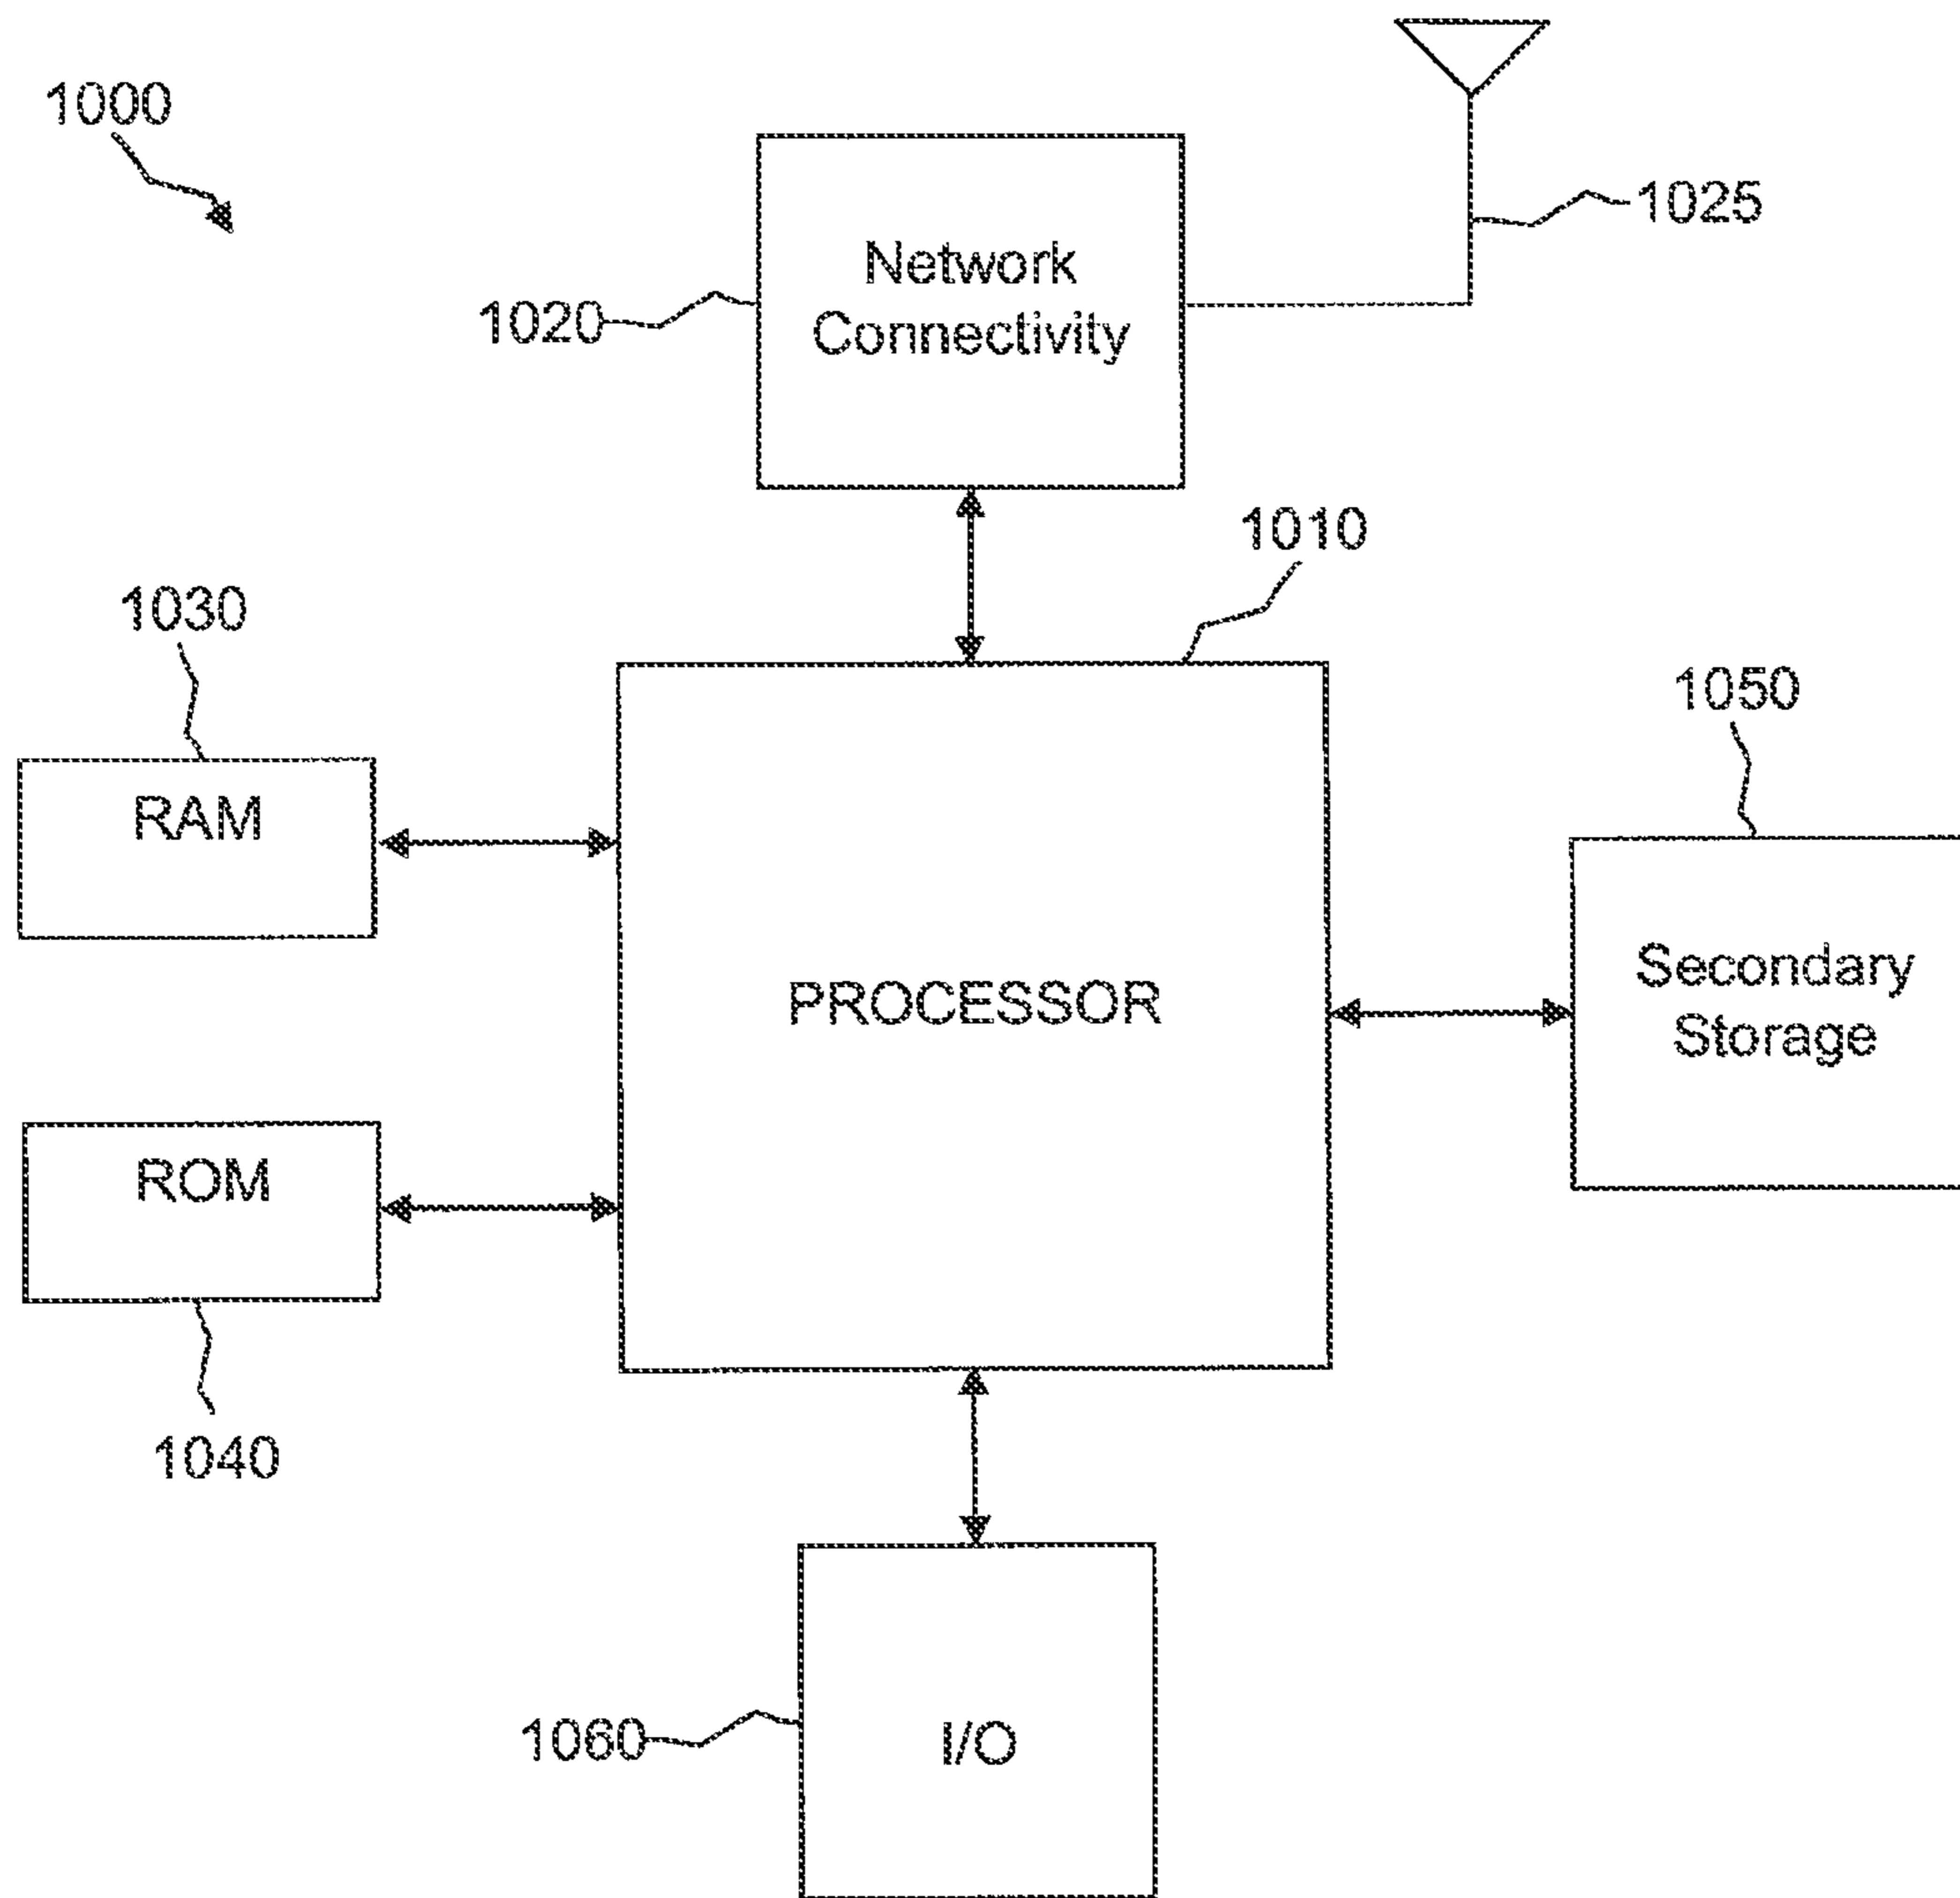 1000
Network
Connectivity
1025
1020
1010
1030
1050
RAM
Secondary
Storage
PROCESSOR
ROM
1040
1060
I/O